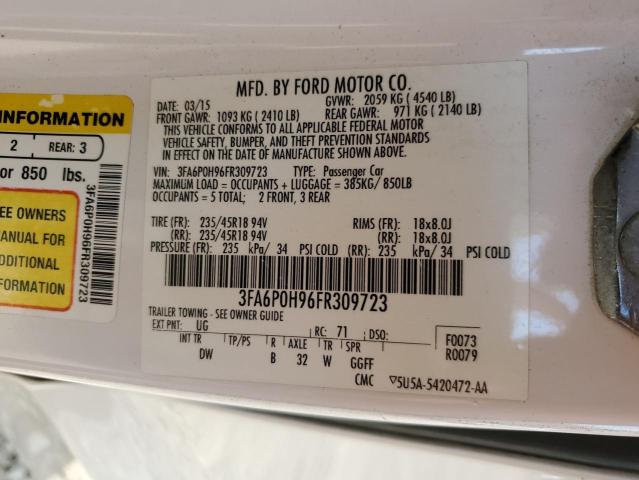 INFORMATION
2 REAR: 3
or 850 lbs.
EE OWNERS
ANUAL FOR
DDITIONAL
FORMATION
3FA6P0H96FR309723
MFD. BY FORD MOTOR CO.
DATE: 03/15 GVWR: 2059 KG ( 4540 LB)
FRONT GAWR: 1093 KG ( 2410 LB) REAR GAWR: 971 KG ( 2140 LB)
THIS VEHICLE CONFORMS TO ALL APPLICABLE FEDERAL MOTOR
VEHICLE SAFETY, BUMPER, AND THEFT PREVENTION STANDARDS
IN EFFECT ON THE DATE OF MANUFACTURE SHOWN ABOVE.
VIN: 3FA6P0H96FR309723 TYPE: Passenger Car
MAXIMUM LOAD = OCCUPANTS + LUGGAGE = 385KG/ 850LB
OCCUPANTS = 5 TOTAL; 2 FRONT, 3 REAR
TIRE (FR): 235/45R18 94V RIMS (FR): 18x8.0J
(RR): 235/45R18 94V (RR): 18x8.0J
PRESSURE (FR): 235 kPa/ 34 PSI COLD (RR): 235 kPa/ 34 PSI COLD
3FA6P0H96FR309723
TRAILER TOWING - SEE OWNER GUIDE
EXT PNT: UG RC: 71 DSO: F0073
INT TR TP/PS R AXLE TR SPR R0079
DW B 32 W GGFF
CMC ▽5U5A-5420472-AA